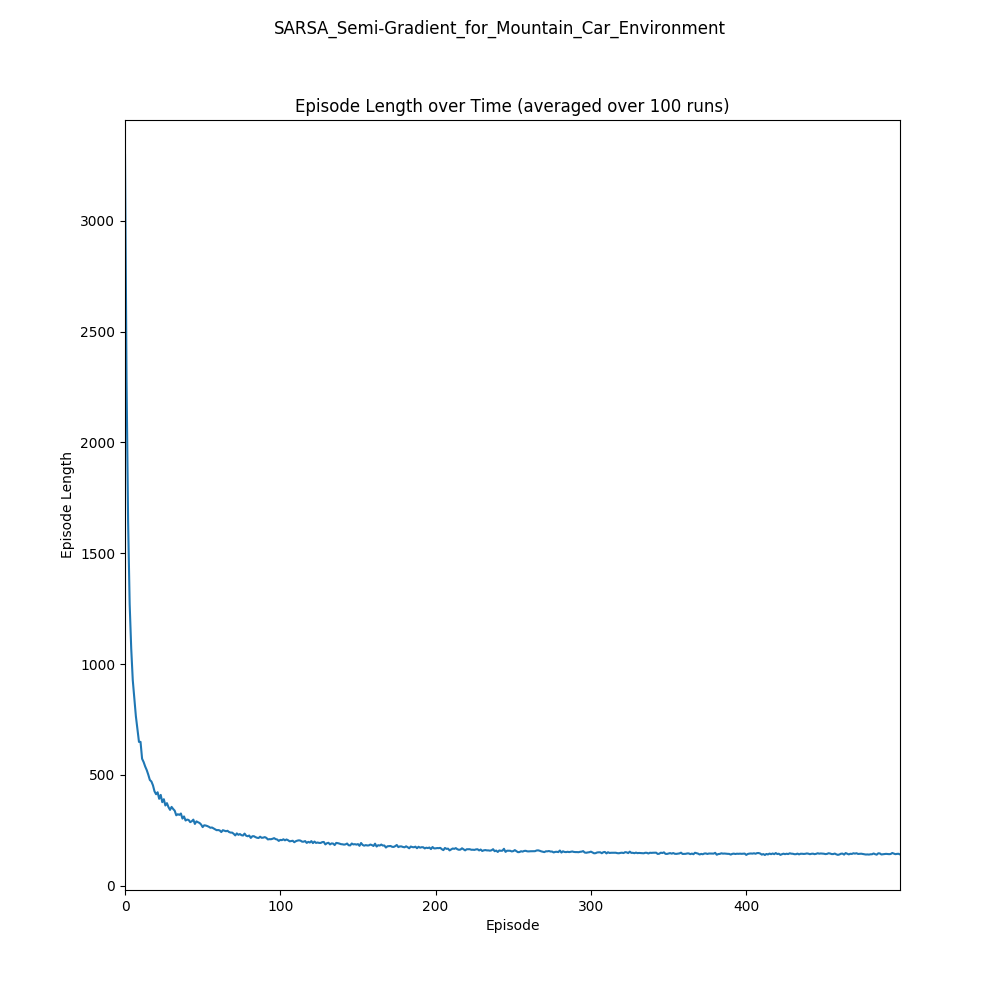 SARSA_Semi-Gradient_for_Mountain_Car_Environment
Episode Length over Time (averaged over 100 runs)
Episode Length
3000
2500
2000
1500
1000
500
0
0 100 200 300 400
Episode